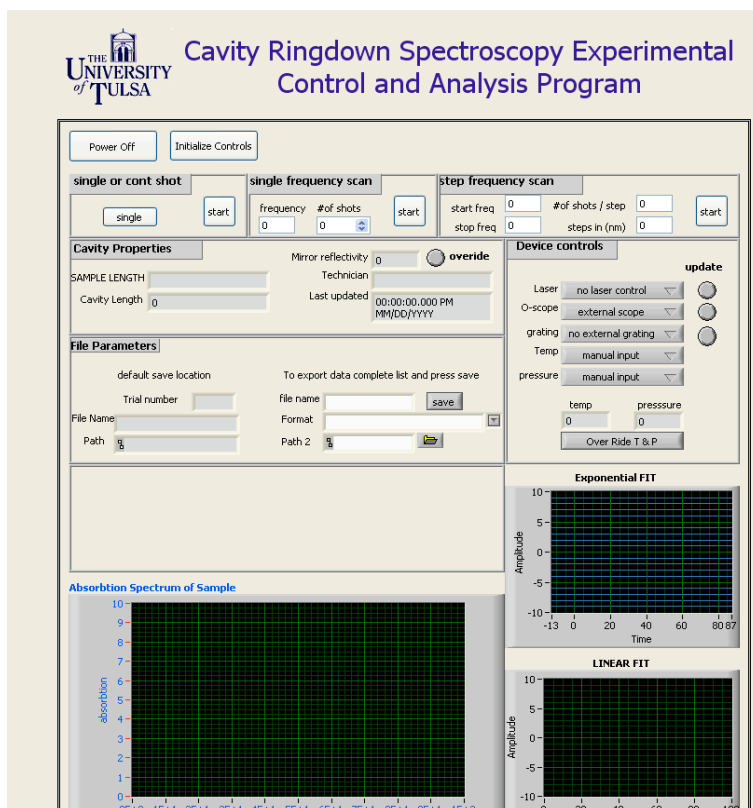 THE
UNIVERSITY
of TULSA
Cavity Ringdown Spectroscopy Experimental
Control and Analysis Program
Power Off
Initialize Controls
single or cont shot
single
start
single frequency scan
frequency
#of shots
0
0
start
step frequency scan
start freq
0
#of shots / step
0
stop freq
0
steps in (nm)
0
start
Cavity Properties
Mirror reflectivity
0
overide
SAMPLE LENGTH
Technician
Cavity Length
0
Last updated
00:00:00.000 PM
MM/DD/YYYY
Device controls
update
Laser
no laser control
O-scope
external scope
grating
no external grating
Temp
manual input
pressure
manual input
temp
presssure
0
0
Over Ride T & P
File Parameters
default save location
To export data complete list and press save
Trial number
file name
save
File Name
Format
Path
Path 2
Exponential FIT
10
5
0
-5
-10
Amplitude
-13 0 20 40 60 80 87
Time
Absorbtion Spectrum of Sample
10
9
8
7
6
5
4
3
2
1
0
absorbtion
LINEAR FIT
10
5
0
-5
-10
Amplitude